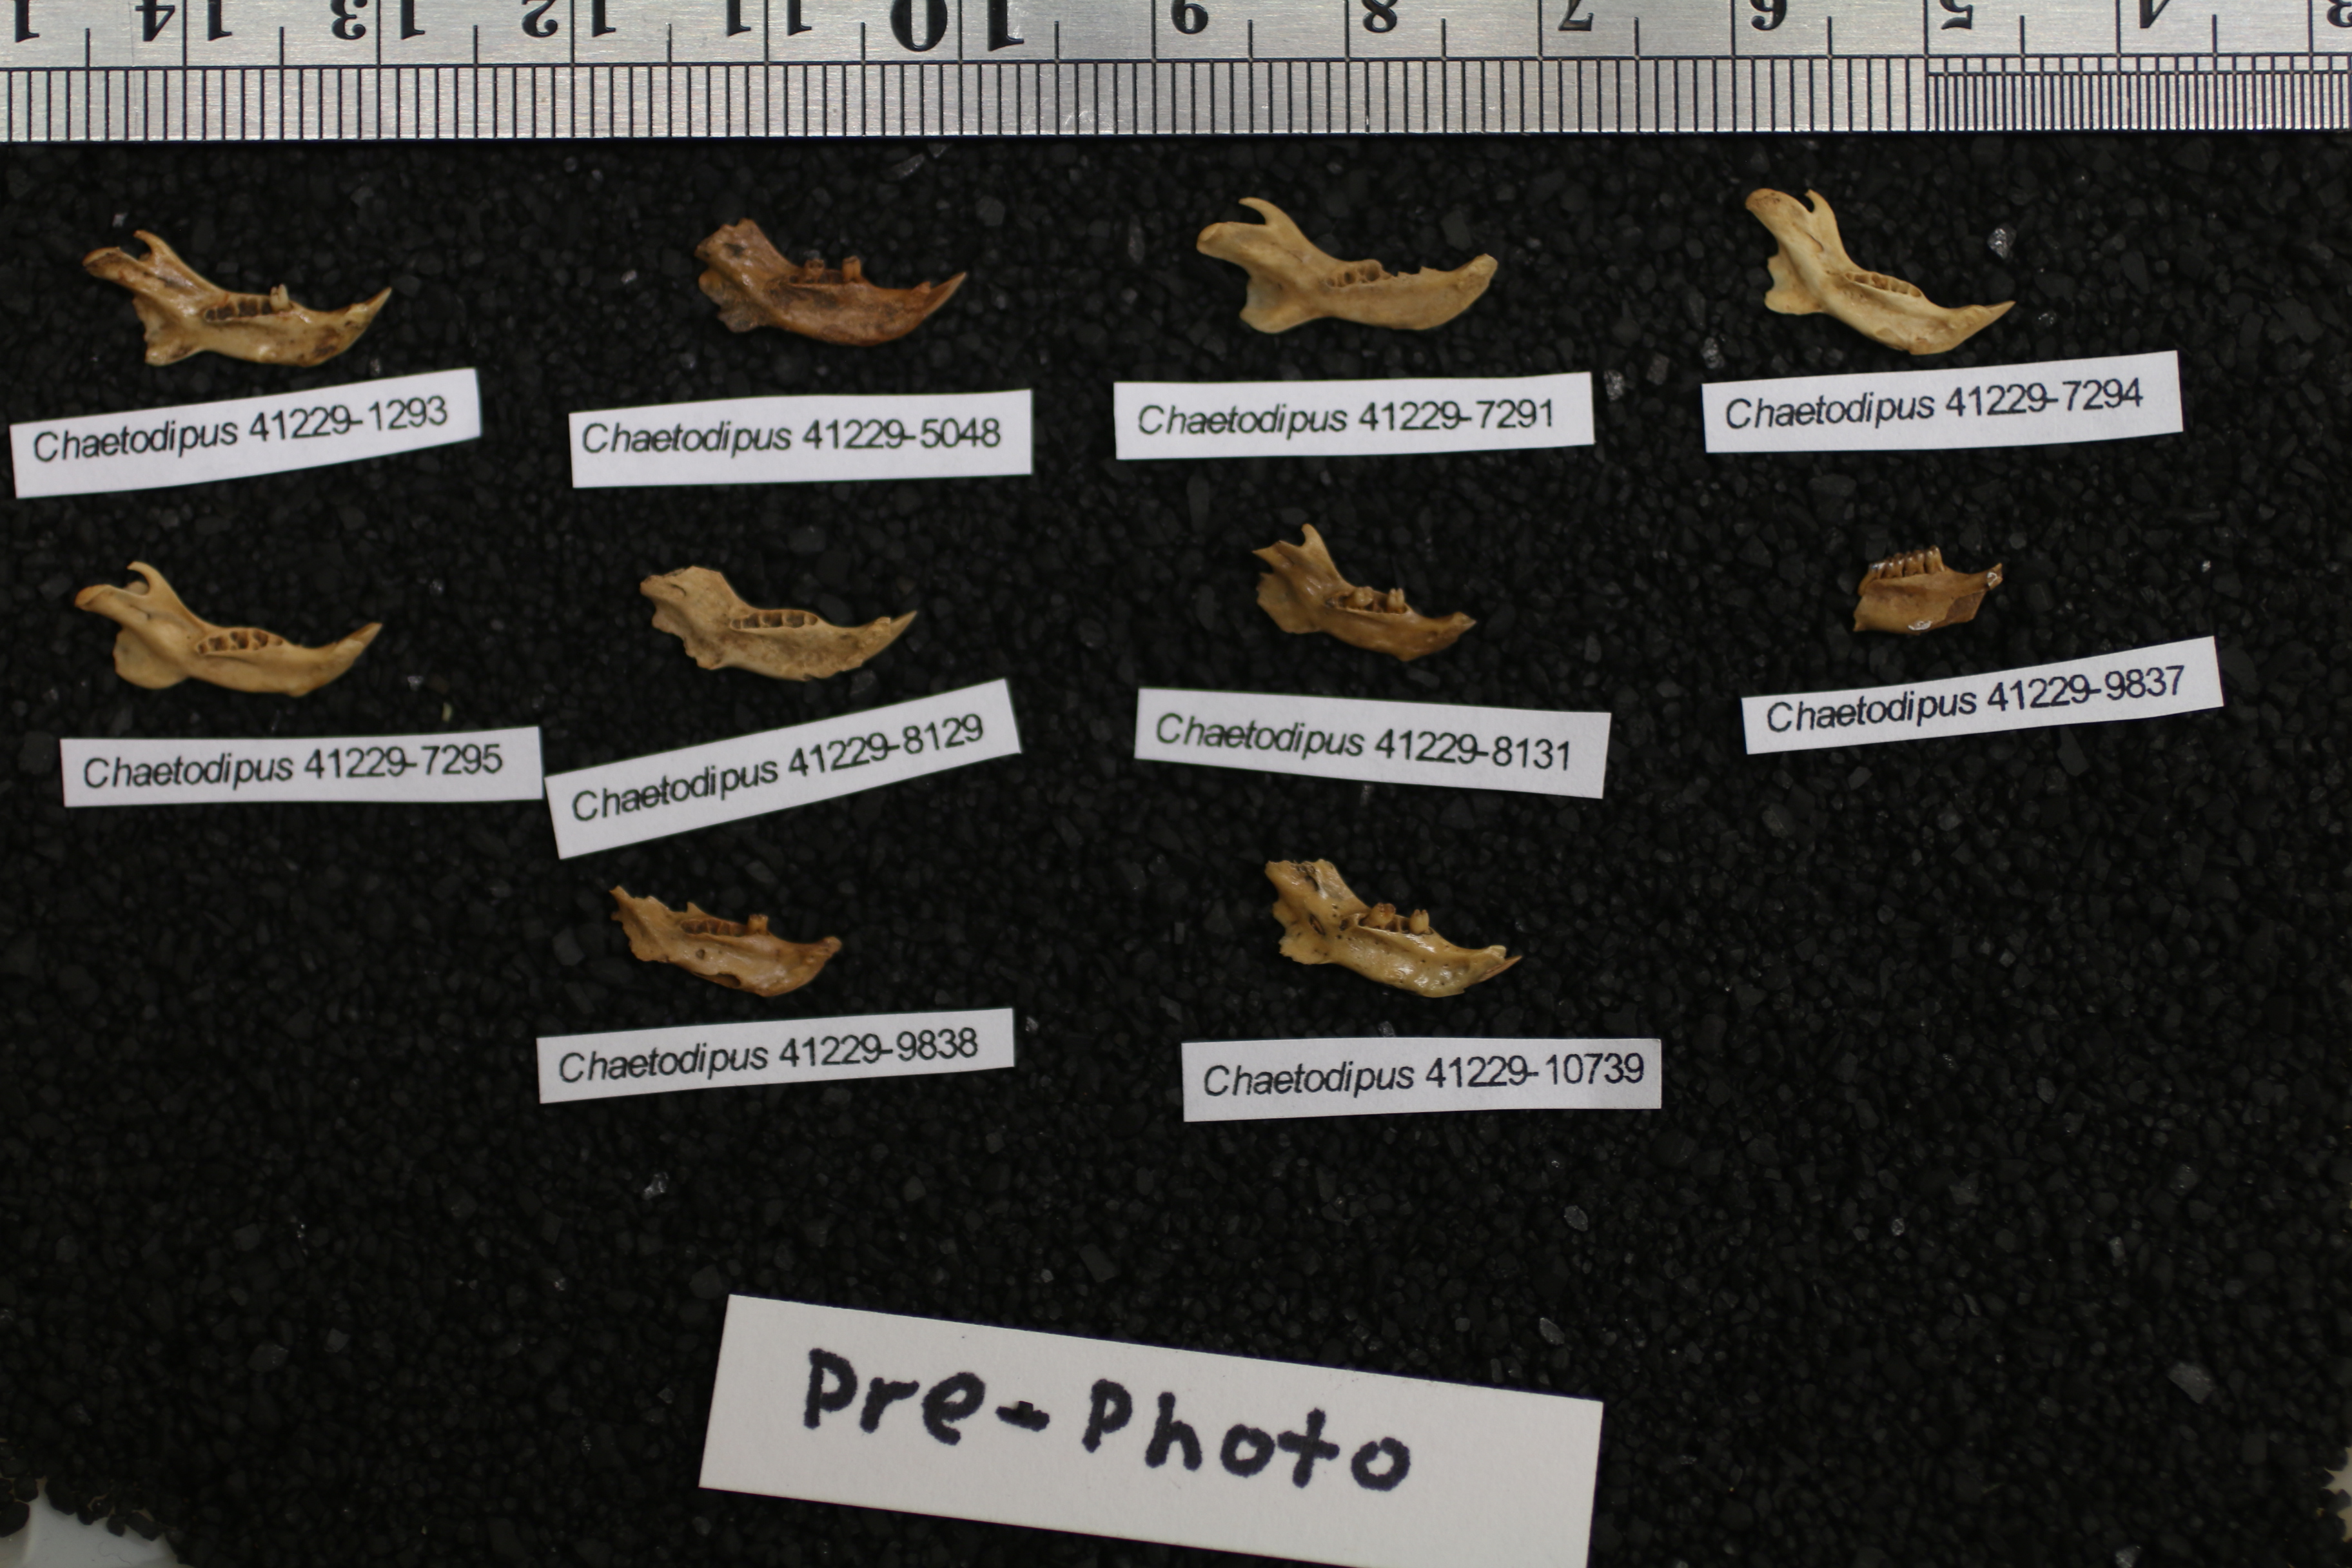 14 13 12 11 10 9 8 7 6 5 4 3
Chaetodipus 41229-1293
Chaetodipus 41229-5048
Chaetodipus 41229-7291
Chaetodipus 41229-7294
Chaetodipus 41229-7295
Chaetodipus 41229-8129
Chaetodipus 41229-8131
Chaetodipus 41229-9837
Chaetodipus 41229-9838
Chaetodipus 41229-10739
Pre-Photo